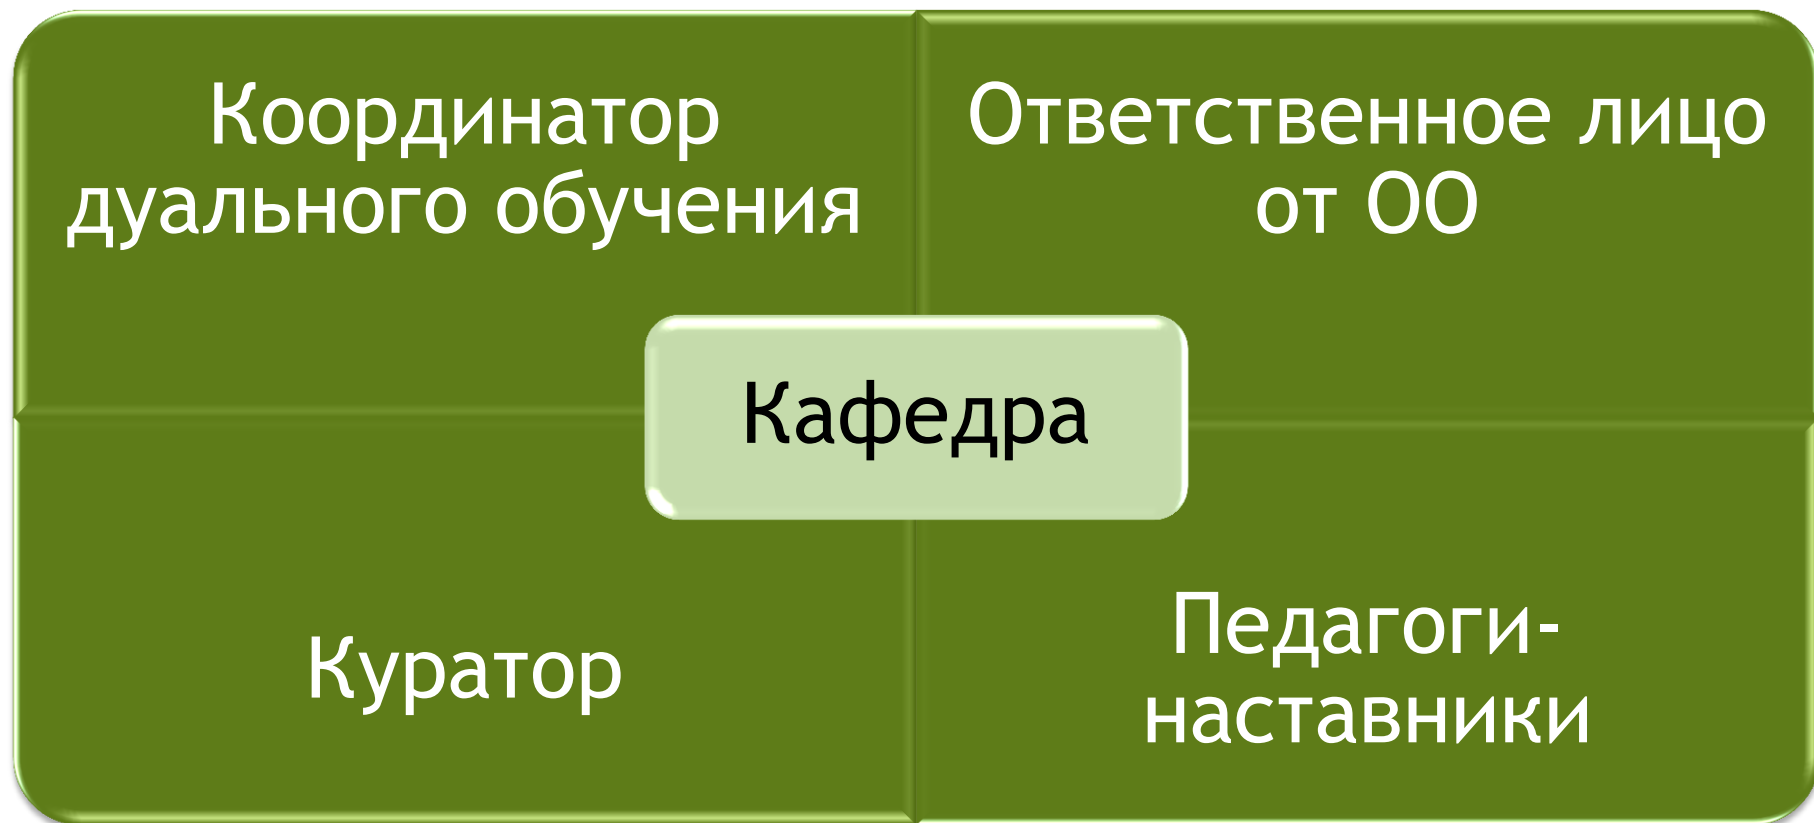 Координатор
дуального обучения
Ответственное лицо
от ОО
Кафедра
Куратор
Педагоги-
наставники